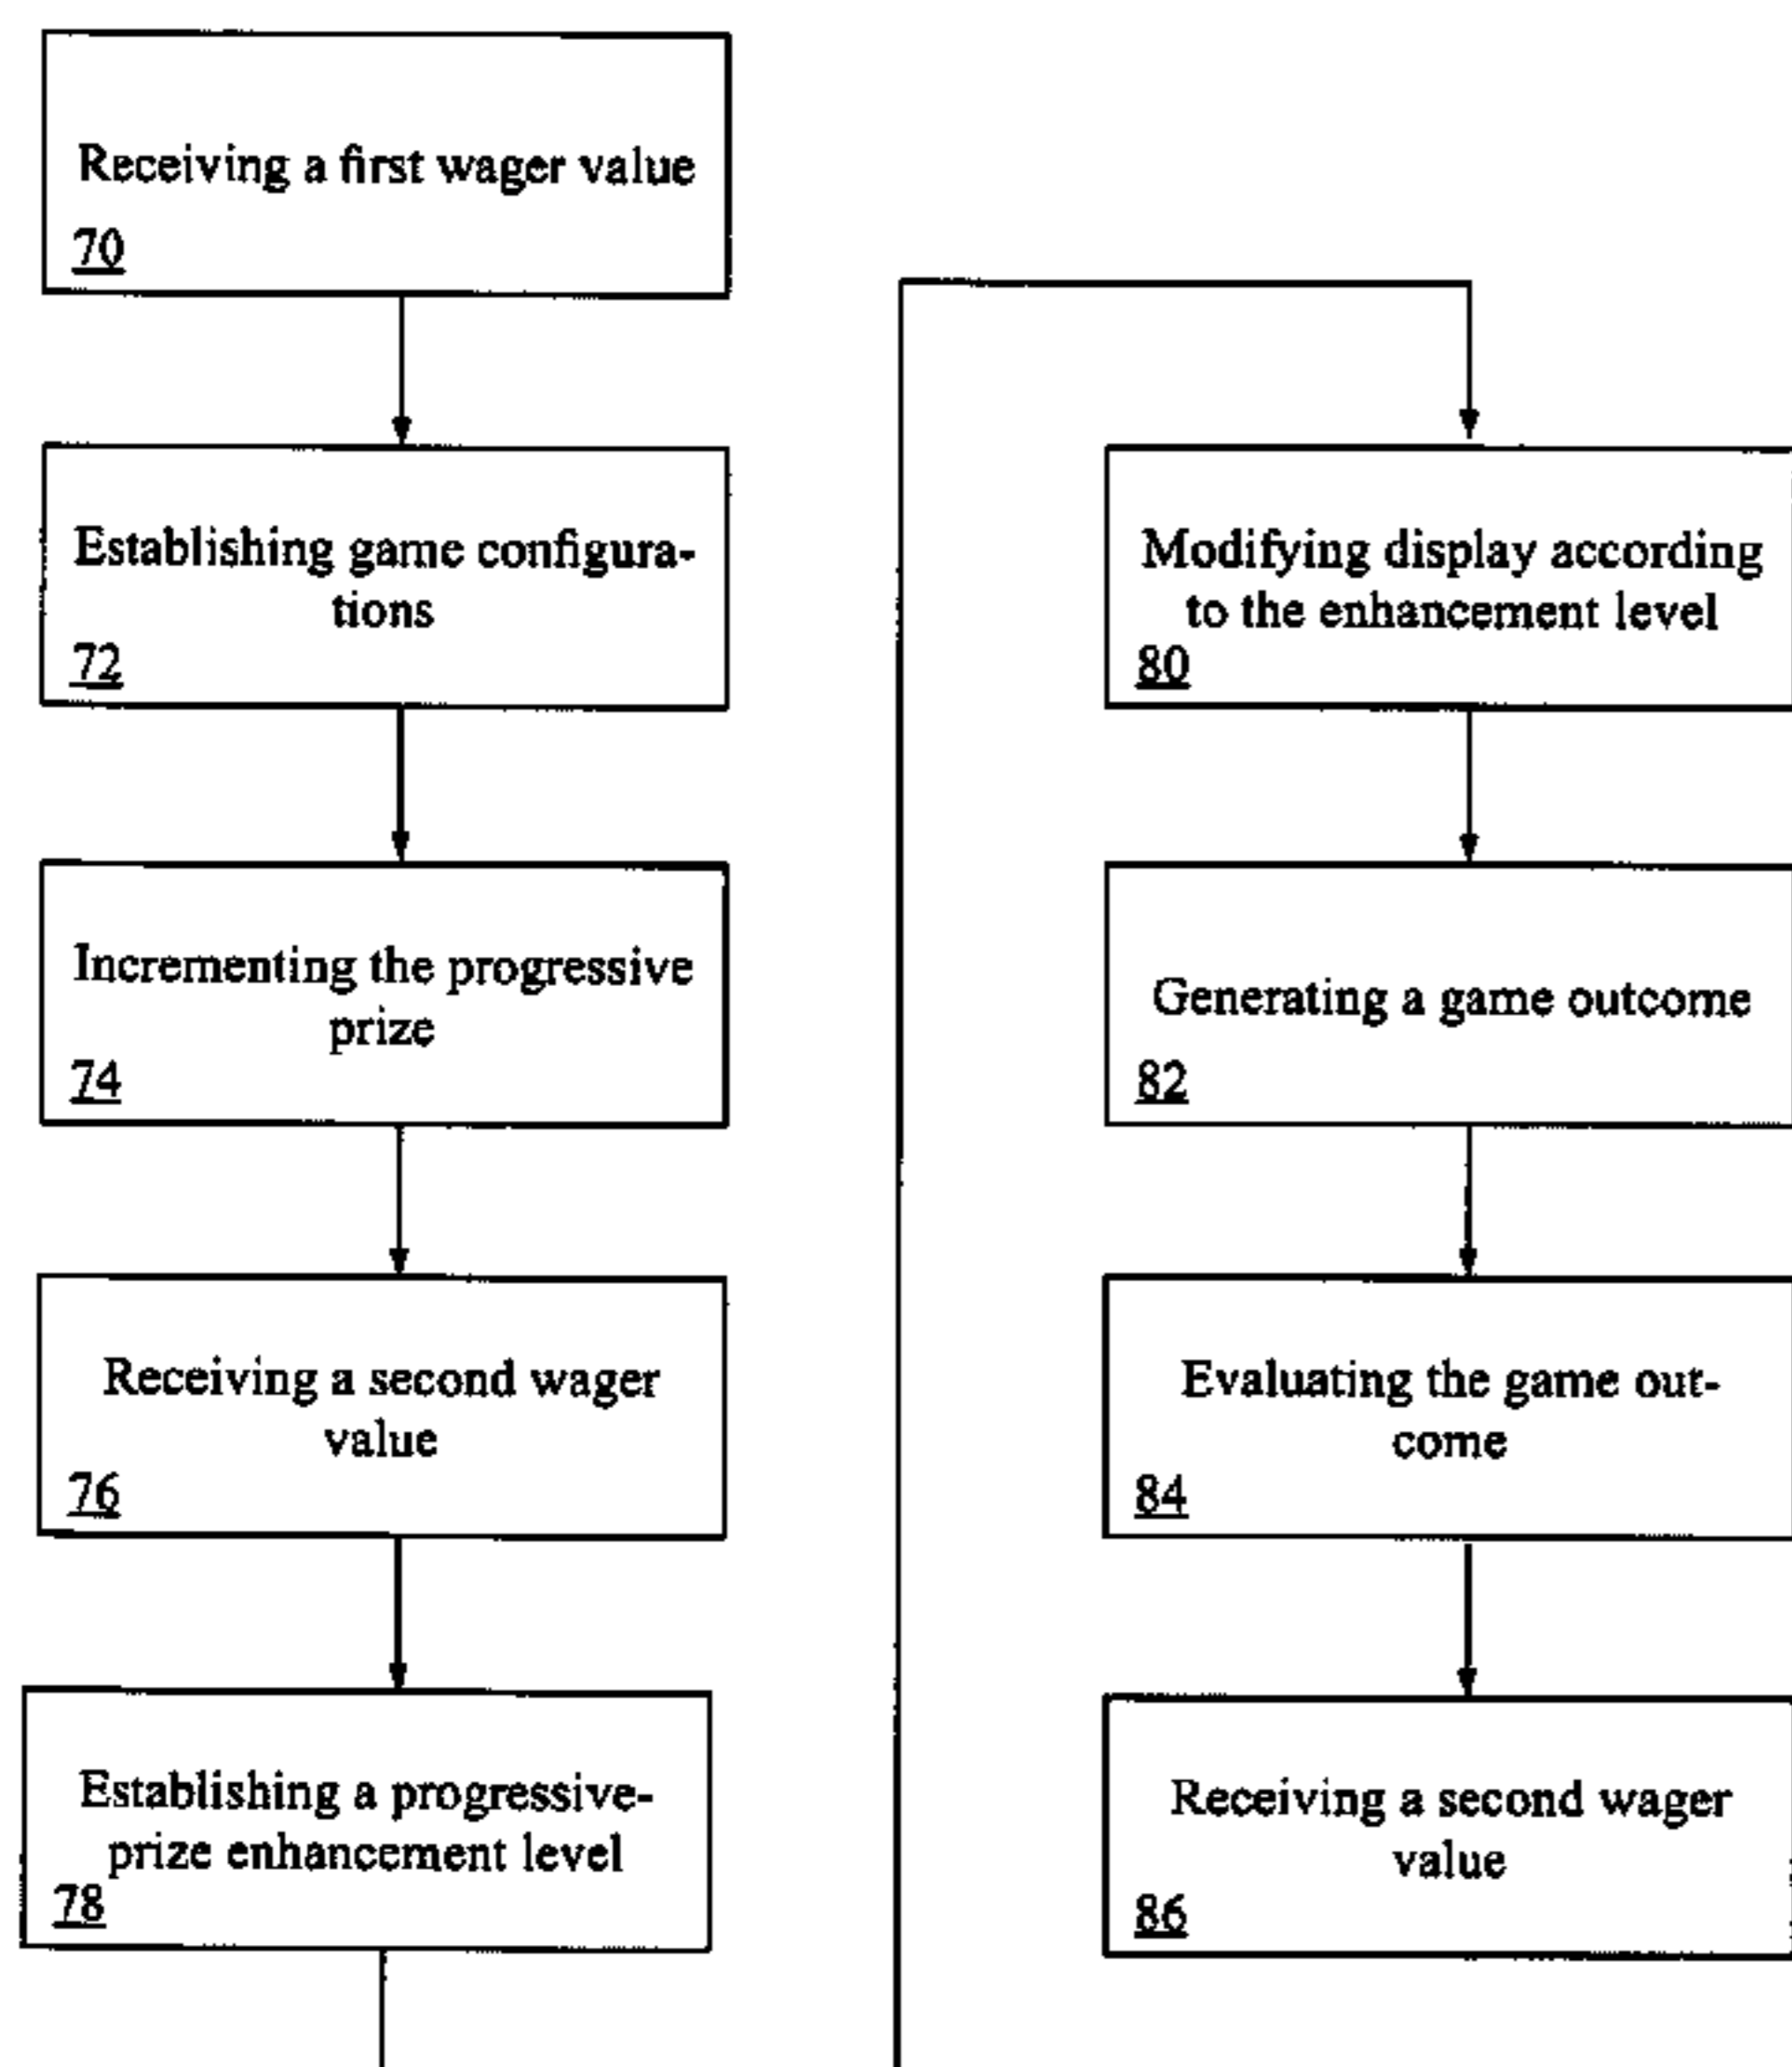 Receiving a first wager value
70
Establishing game configura-
tions
72
Incrementing the progressive
prize
74
Receiving a second wager
value
76
Establishing a progressive-
prize enhancement level
78
Modifying display according
to the enhancement level
80
Generating a game outcome
82
Evaluating the game out-
come
84
Receiving a second wager
value
86